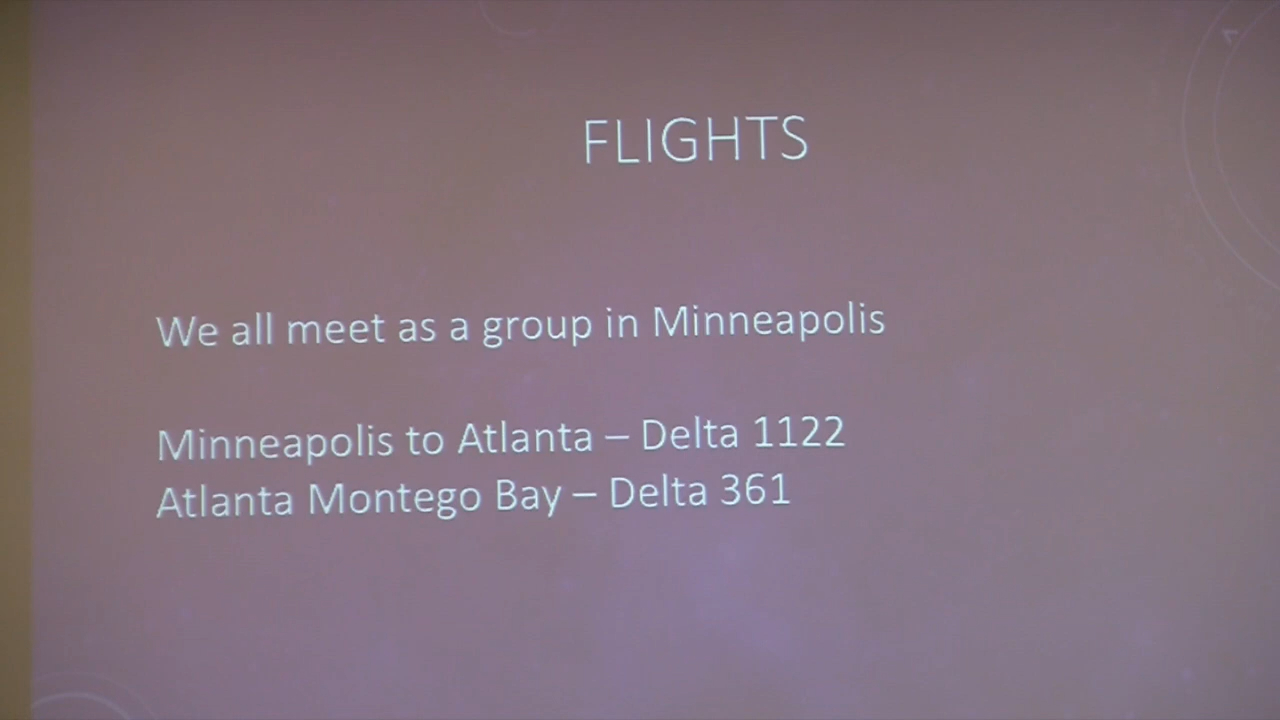 FLIGHTS
We all meet as a group in Minneapolis
Minneapolis to Atlanta – Delta 1122
Atlanta Montego Bay – Delta 361